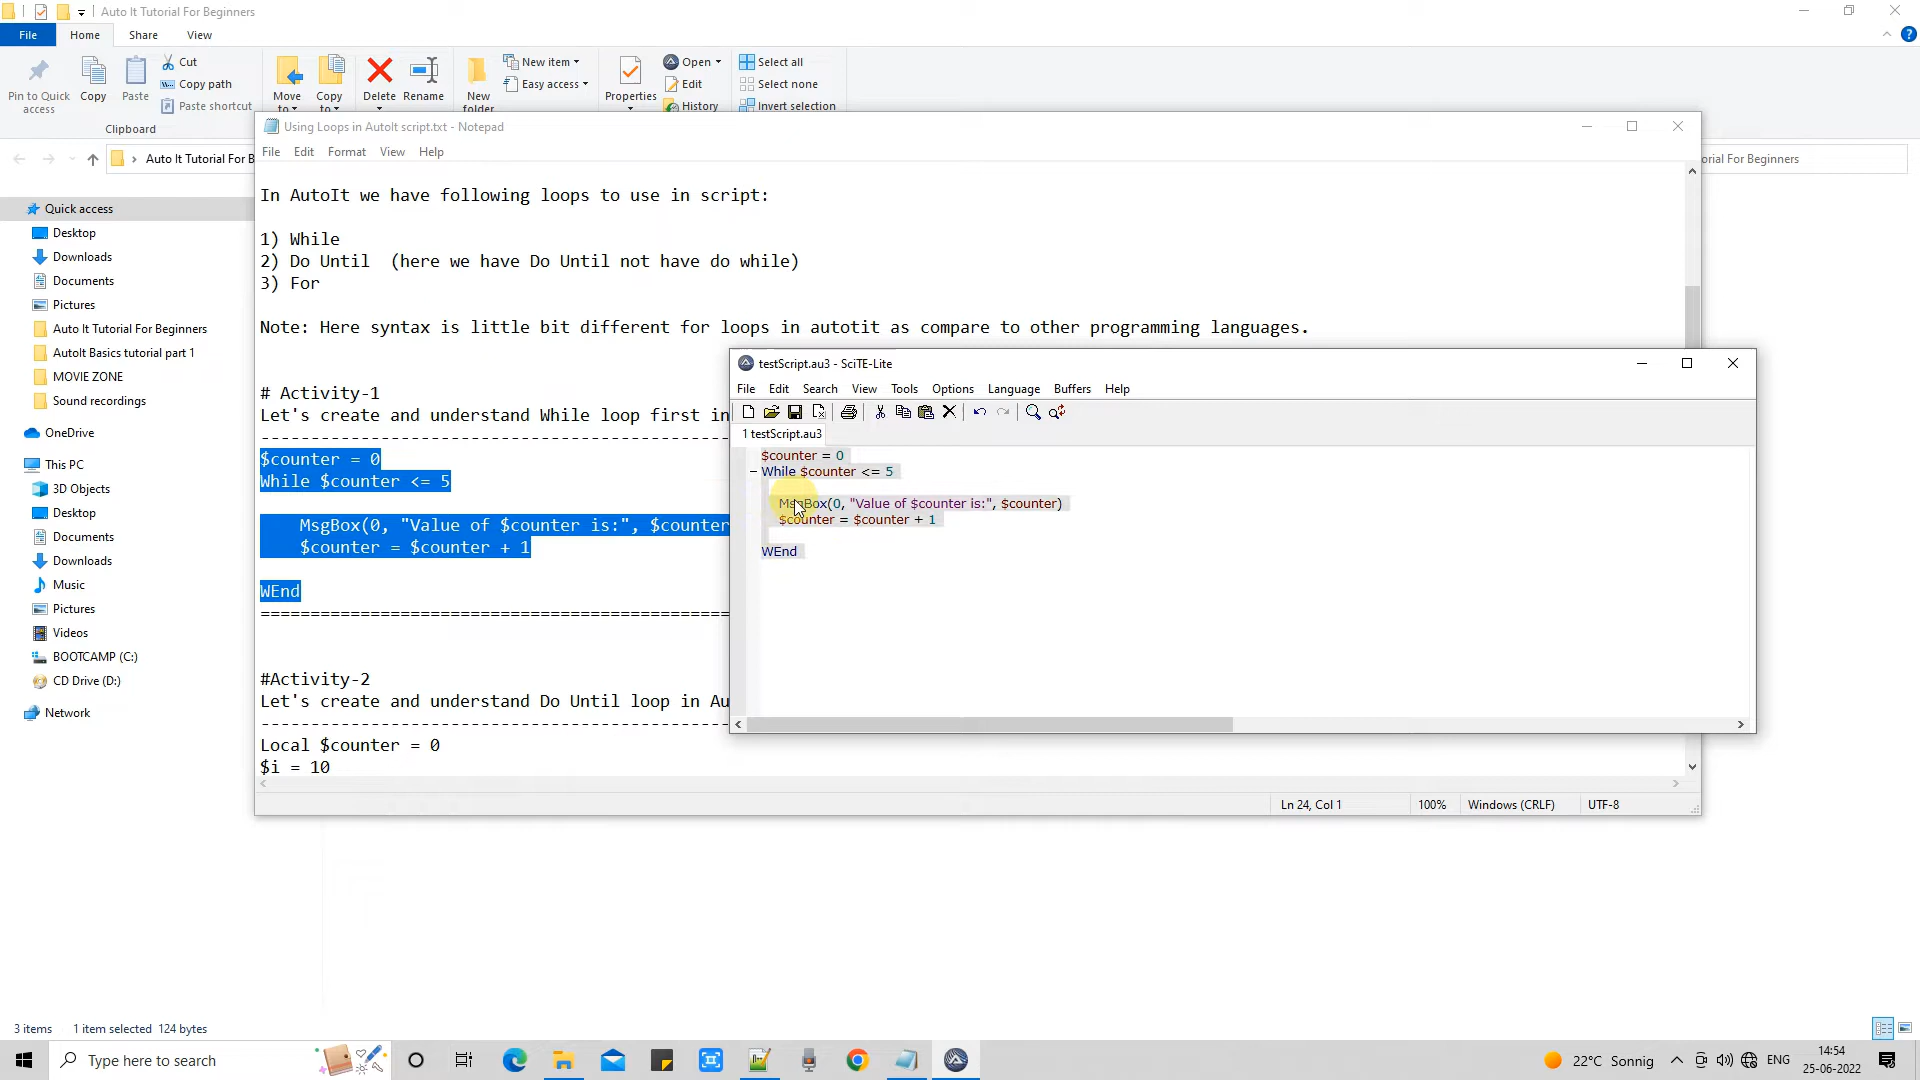 Auto It Tutorial For Beginners
File Home Share View
Pin to Quick access
Copy
Paste
Cut
Copy path
Paste shortcut
Clipboard
Move to
Copy to
Delete
Rename
New folder
New item
Easy access
Properties
Open
Edit
History
Select all
Select none
Invert selection
Auto It Tutorial For B
orial For Beginners
Quick access
Desktop
Downloads
Documents
Pictures
Auto It Tutorial For Beginners
AutoIt Basics tutorial part 1
MOVIE ZONE
Sound recordings
OneDrive
This PC
3D Objects
Desktop
Documents
Downloads
Music
Pictures
Videos
BOOTCAMP (C:)
CD Drive (D:)
Network
Using Loops in AutoIt script.txt - Notepad
File Edit Format View Help
In AutoIt we have following loops to use in script:
1) While
2) Do Until (here we have Do Until not have do while)
3) For
Note: Here syntax is little bit different for loops in autotit as compare to other programming languages.
# Activity-1
Let's create and understand While loop first in
--------------------------------------------------
$counter = 0
While $counter <= 5
MsgBox(0, "Value of $counter is:", $counter
$counter = $counter + 1
WEnd
==================================================
#Activity-2
Let's create and understand Do Until loop in Au
--------------------------------------------------
Local $counter = 0
$i = 10
Ln 24, Col 1 100% Windows (CRLF) UTF-8
testScript.au3 - SciTE-Lite
File Edit Search View Tools Options Language Buffers Help
1 testScript.au3
$counter = 0
While $counter <= 5
MsgBox(0, "Value of $counter is:", $counter)
$counter = $counter + 1
WEnd
3 items 1 item selected 124 bytes
Type here to search
22°C Sonnig
ENG
14:54
25-06-2022